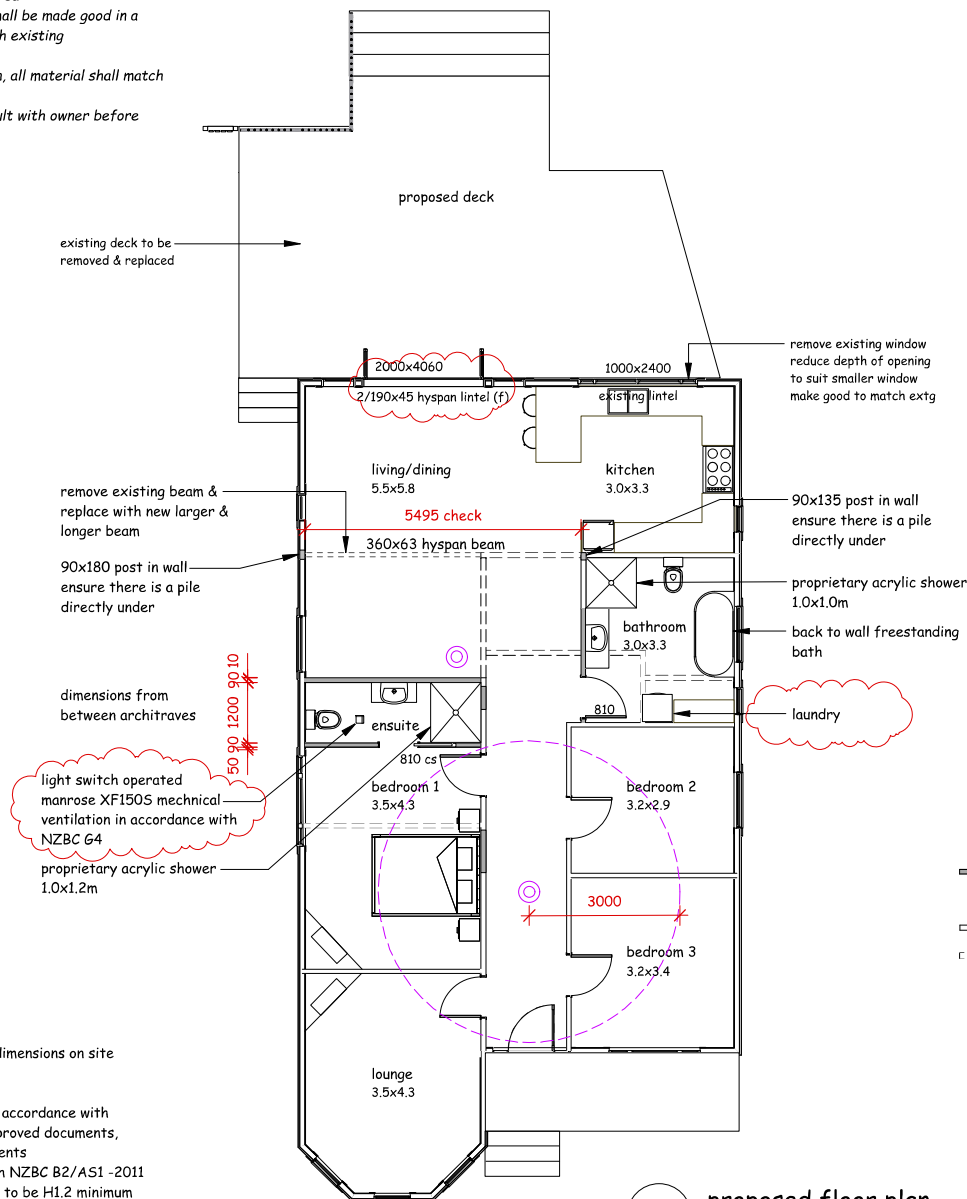 hall be made good in a
h existing
, all material shall match
ult with owner before
proposed deck
existing deck to be
removed & replaced
2000x4060
2/190x45 hyspan lintel (f)
1000x2400
existing lintel
remove existing window
reduce depth of opening
to suit smaller window
make good to match extg
living/dining
5.5x5.8
kitchen
3.0x3.3
remove existing beam &
replace with new larger &
longer beam
5495 check
360x63 hyspan beam
90x135 post in wall
ensure there is a pile
directly under
90x180 post in wall
ensure there is a pile
directly under
proprietary acrylic shower
1.0x1.0m
bathroom
3.0x3.3
back to wall freestanding
bath
dimensions from
between architraves
50 90 1200 90 10
ensuite
810
laundry
810 cs
light switch operated
manrose XF150S mechnical
ventilation in accordance with
NZBC G4
bedroom 1
3.5x4.3
bedroom 2
3.2x2.9
proprietary acrylic shower
1.0x1.2m
3000
bedroom 3
3.2x3.4
dimensions on site
lounge
3.5x4.3
accordance with
proved documents,
ents
n NZBC B2/AS1 -2011
to be H1.2 minimum
proposed floor plan